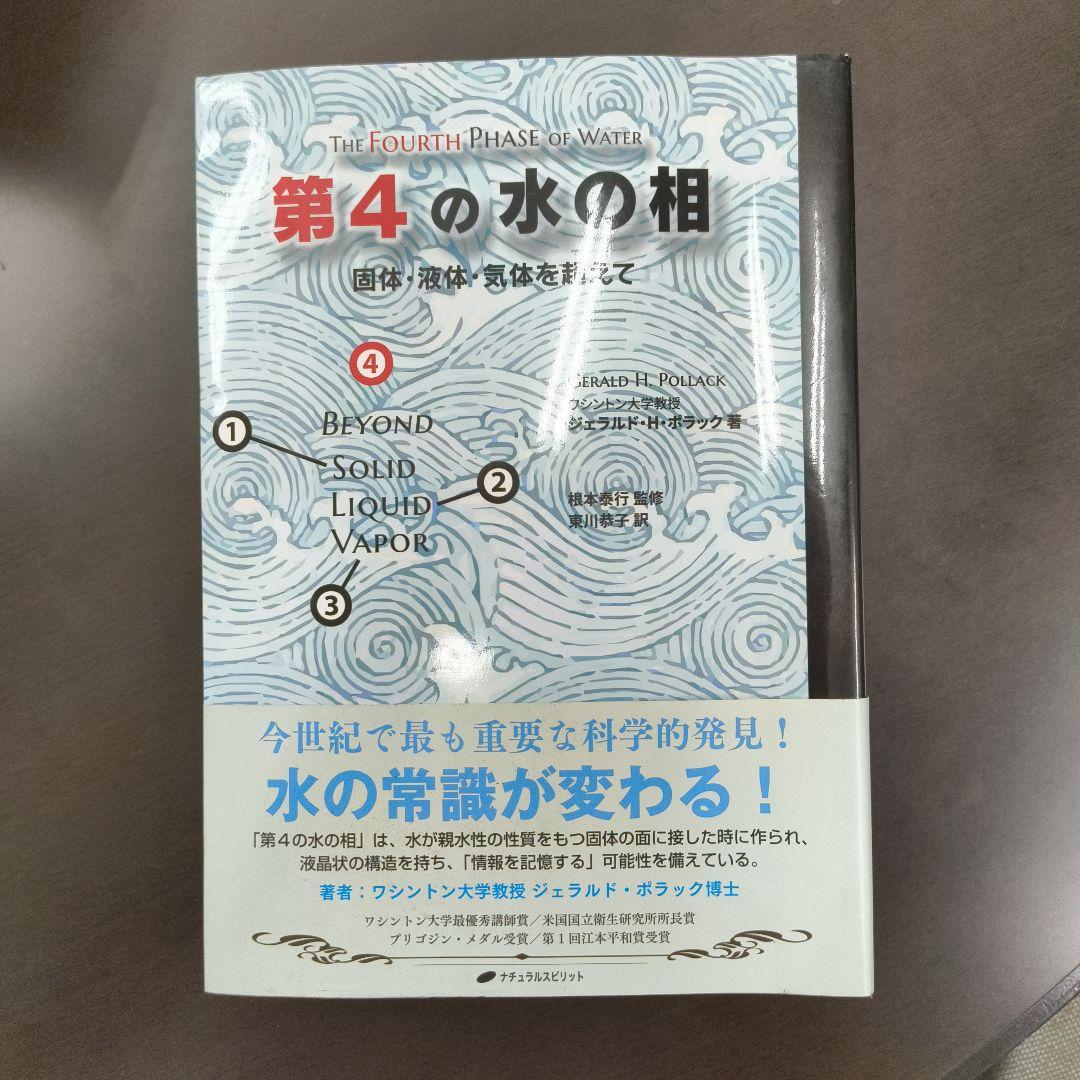 THE FOURTH PHASE OF WATER
第4の水の相
固体・液体・気体を超えて
4
BEYOND
1
SOLID
LIQUID
2
VAPOR
3
GERALD H. POLLACK
ワシントン大学教授
ジェラルド・H・ポラック 著
根本泰行 監修
東川恭子 訳
今世紀で最も重要な科学的発見！
水の常識が変わる！
「第4の水の相」は、水が親水性の性質をもつ固体の面に接した時に作られ、
液晶状の構造を持ち、「情報を記憶する」可能性を備えている。
著者：ワシントン大学教授 ジェラルド・ポラック博士
ワシントン大学最優秀講師賞／米国国立衛生研究所所長賞
プリゴジン・メダル受賞／第1回江本平和賞受賞
ナチュラルスピリット